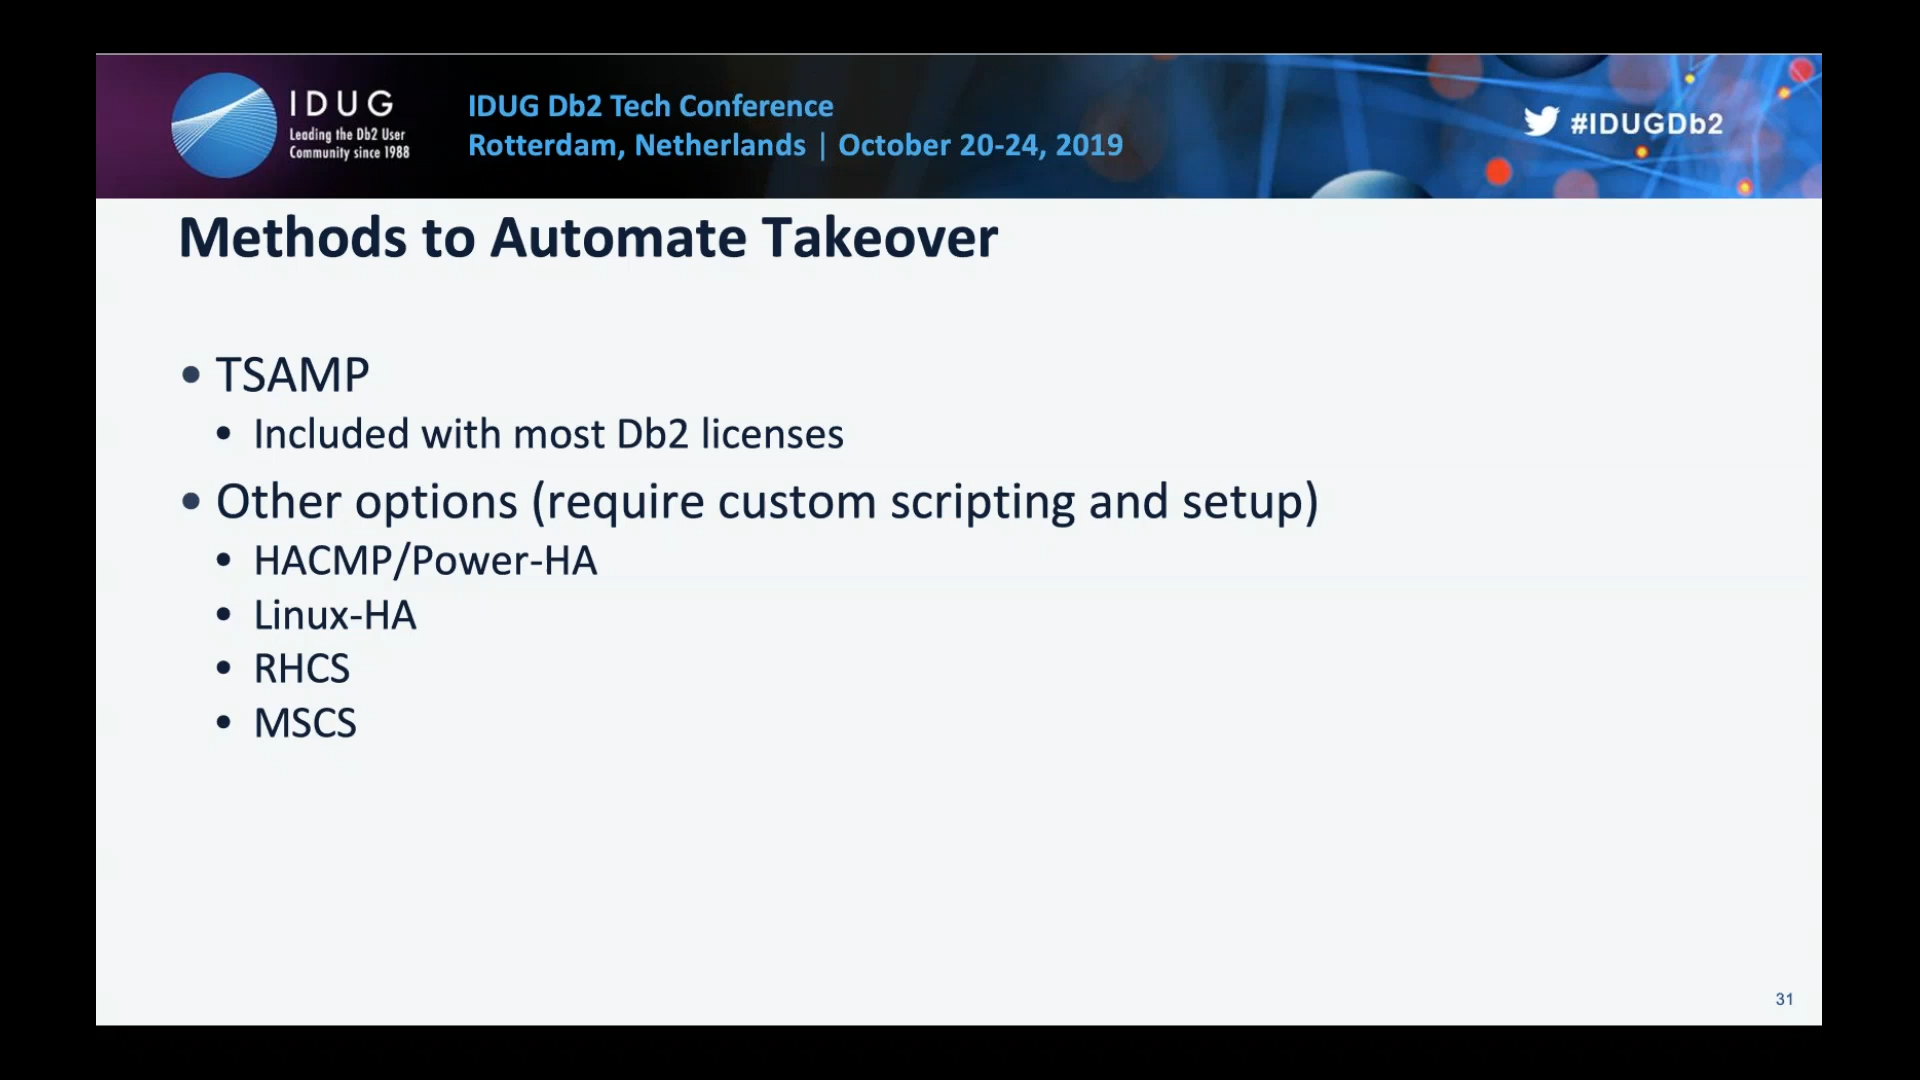 IDUG
Leading the Db2 User
Community since 1988
IDUG Db2 Tech Conference
Rotterdam, Netherlands | October 20-24, 2019
#IDUGDb2
Methods to Automate Takeover
• TSAMP
• Included with most Db2 licenses
• Other options (require custom scripting and setup)
• HACMP/Power-HA
• Linux-HA
• RHCS
• MSCS
31